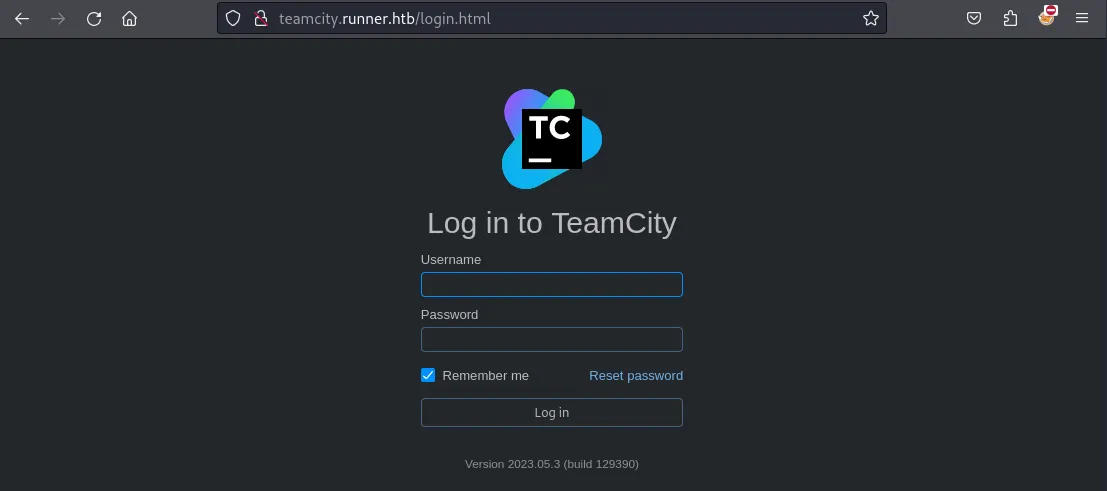 teamcity.runner.htb/login.html
TC
Log in to TeamCity
Username
Password
Remember me
Reset password
Log in
Version 2023.05.3 (build 129390)